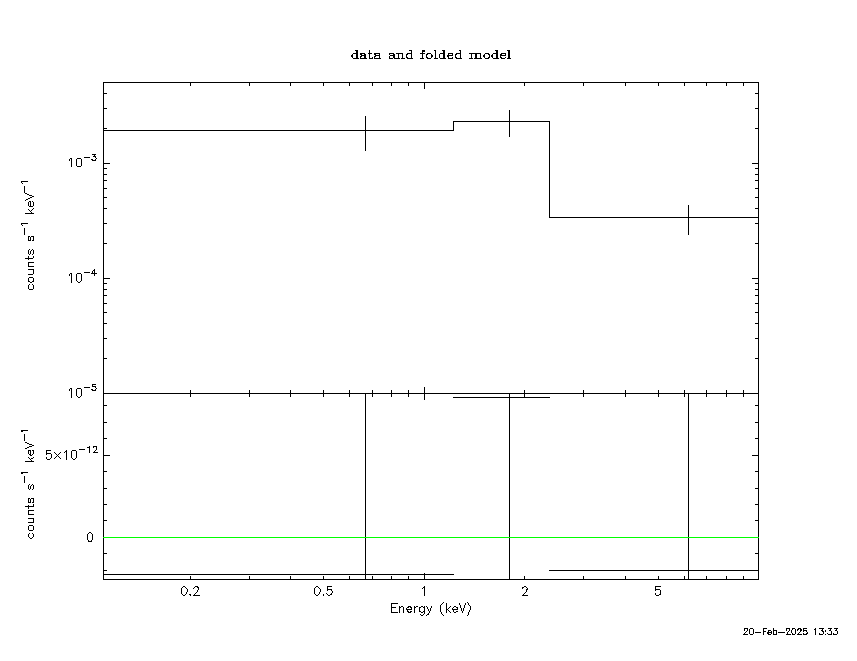 data and folded model
counts s⁻¹ keV⁻¹
10⁻³
10⁻⁴
10⁻⁵
counts s⁻¹ keV⁻¹
5×10⁻¹²
0
0.2 0.5 1 2 5
Energy (keV)
20-Feb-2025 13:33